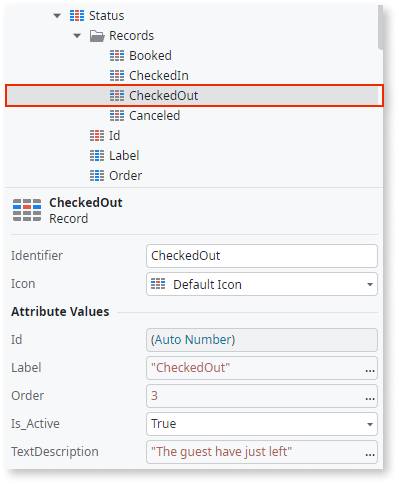 Status
Records
Booked
CheckedIn
CheckedOut
Canceled
Id
Label
Order
CheckedOut
Record
Identifier CheckedOut
Icon Default Icon
Attribute Values
Id (Auto Number)
Label "CheckedOut" ...
Order 3 ...
Is_Active True
TextDescription "The guest have just left" ...